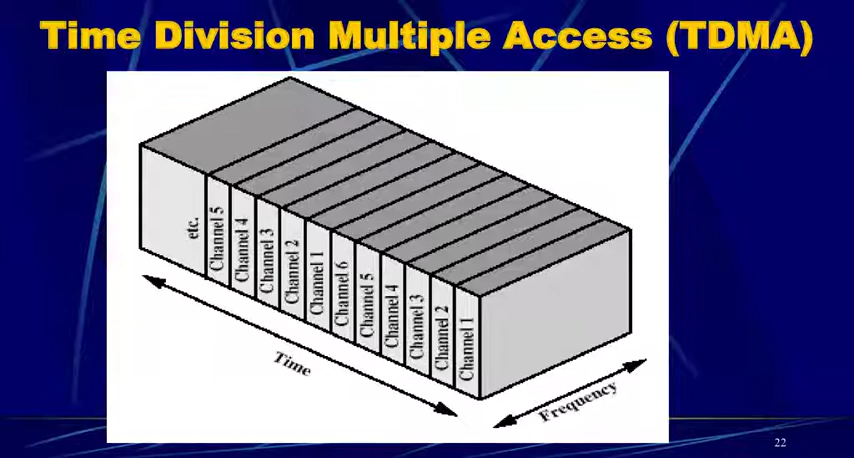 Time Division Multiple Access (TDMA)
etc.
Channel 5
Channel 4
Channel 3
Channel 2
Channel 1
Channel 6
Channel 5
Channel 4
Channel 3
Channel 2
Channel 1
Time
Frequency
22